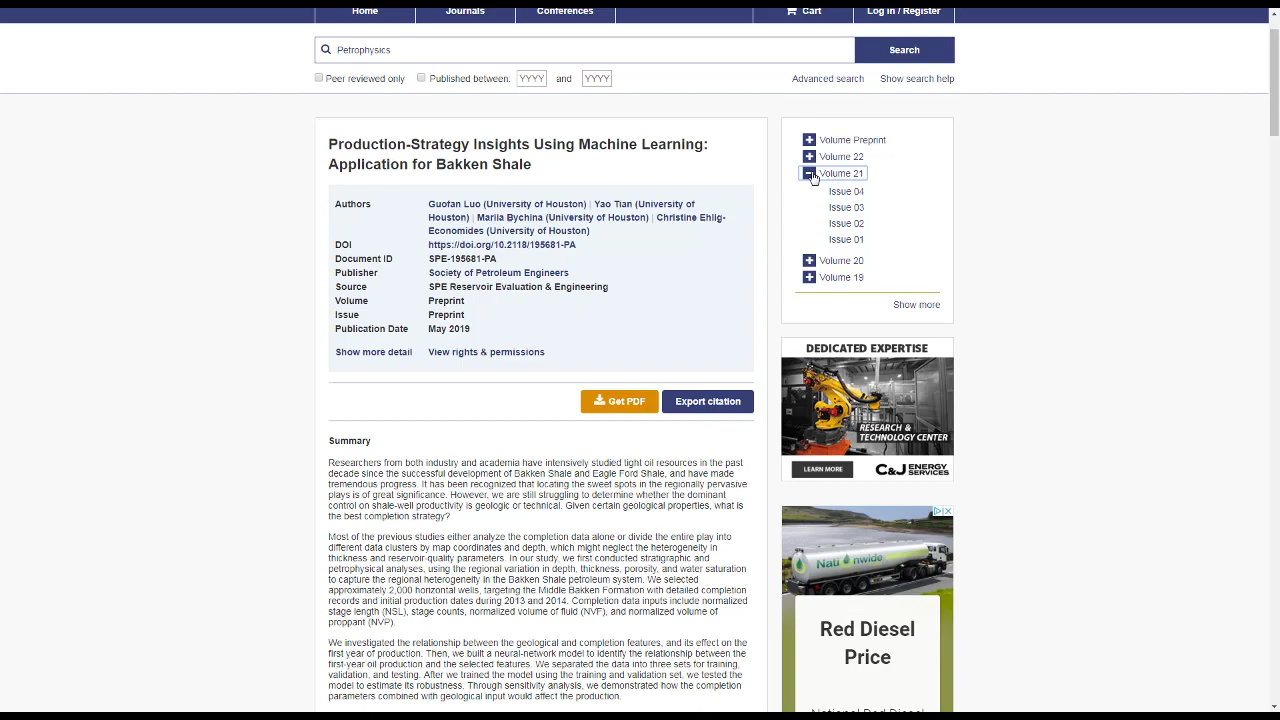 Home
Journals
Conferences
Cart
Log in / Register
Petrophysics
Search
Peer reviewed only
Published between: YYYY and YYYY
Advanced search
Show search help
Production-Strategy Insights Using Machine Learning:
Application for Bakken Shale
Authors
Guofan Luo (University of Houston) | Yao Tian (University of
Houston) | Mariia Bychina (University of Houston) | Christine Ehlig-
Economides (University of Houston)
DOI
https://doi.org/10.2118/195681-PA
Document ID
SPE-195681-PA
Publisher
Society of Petroleum Engineers
Source
SPE Reservoir Evaluation & Engineering
Volume
Preprint
Issue
Preprint
Publication Date
May 2019
Show more detail
View rights & permissions
Get PDF
Export citation
Summary
Researchers from both industry and academia have intensively studied tight oil resources in the past
decade since the successful development of Bakken Shale and Eagle Ford Shale, and have made
tremendous progress. It has been recognized that locating the sweet spots in the regionally pervasive
plays is of great significance. However, we are still struggling to determine whether the dominant
control on shale-well productivity is geologic or technical. Given certain geological properties, what is
the best completion strategy?
Most of the previous studies either analyze the completion data alone or divide the entire play into
different data clusters by map coordinates and depth, which might neglect the heterogeneity in
thickness and reservoir-quality parameters. In our study, we first conducted stratigraphic and
petrophysical analyses, using the regional variation in depth, thickness, porosity, and water saturation
to capture the regional heterogeneity in the Bakken Shale petroleum system. We selected
approximately 2,000 horizontal wells, targeting the Middle Bakken Formation with detailed completion
records and initial production dates during 2013 and 2014. Completion data inputs include normalized
stage length (NSL), stage counts, normalized volume of fluid (NVF), and normalized volume of
proppant (NVP).
We investigated the relationship between the geological and completion features, and its effect on the
first year of production. Then, we built a neural-network model to identify the relationship between the
first-year oil production and the selected features. We separated the data into three sets for training,
validation, and testing. After we trained the model using the training and validation set, we tested the
model to estimate its robustness. Through sensitivity analysis, we demonstrated how the completion
parameters combined with geological input would affect the production.
Volume Preprint
Volume 22
Volume 21
Issue 04
Issue 03
Issue 02
Issue 01
Volume 20
Volume 19
Show more
DEDICATED EXPERTISE
RESEARCH &
TECHNOLOGY CENTER
LEARN MORE
C&J ENERGY
SERVICES
Nationwide
Red Diesel
Price
National Red Diesel